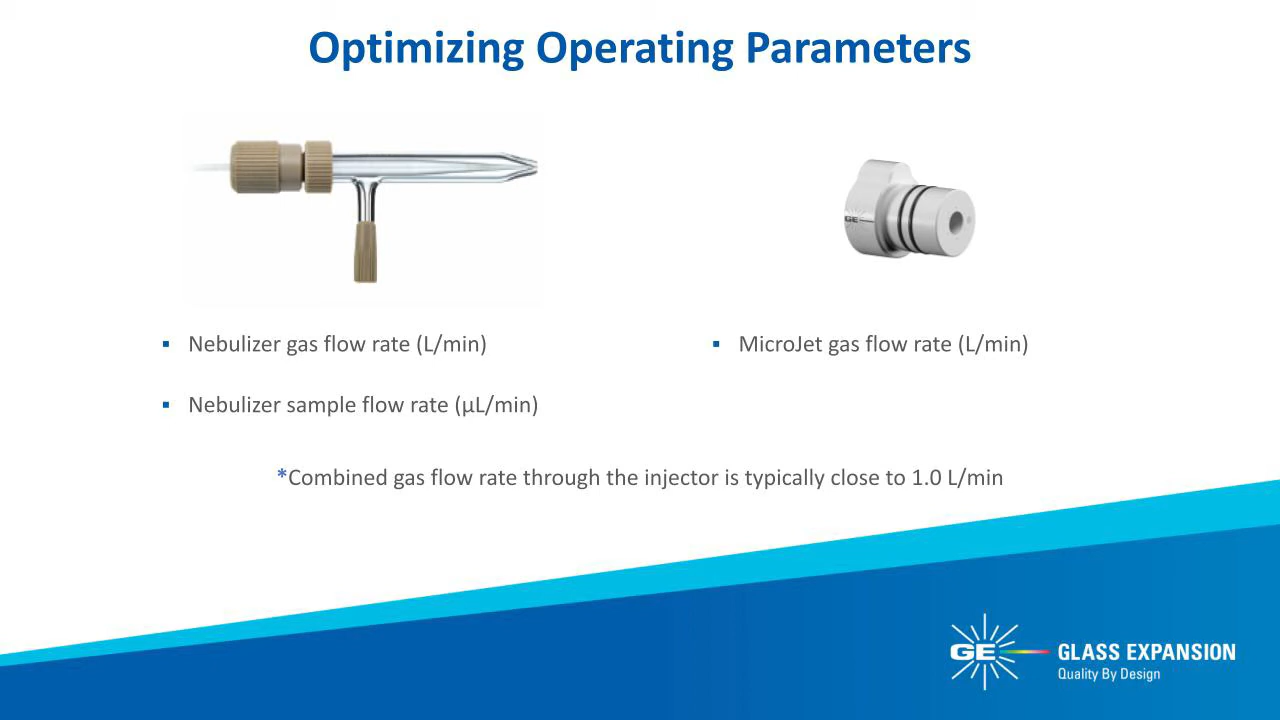 Optimizing Operating Parameters
GE
▪ Nebulizer gas flow rate (L/min)
▪ MicroJet gas flow rate (L/min)
▪ Nebulizer sample flow rate (µL/min)
*Combined gas flow rate through the injector is typically close to 1.0 L/min
GE
GLASS EXPANSION
Quality By Design